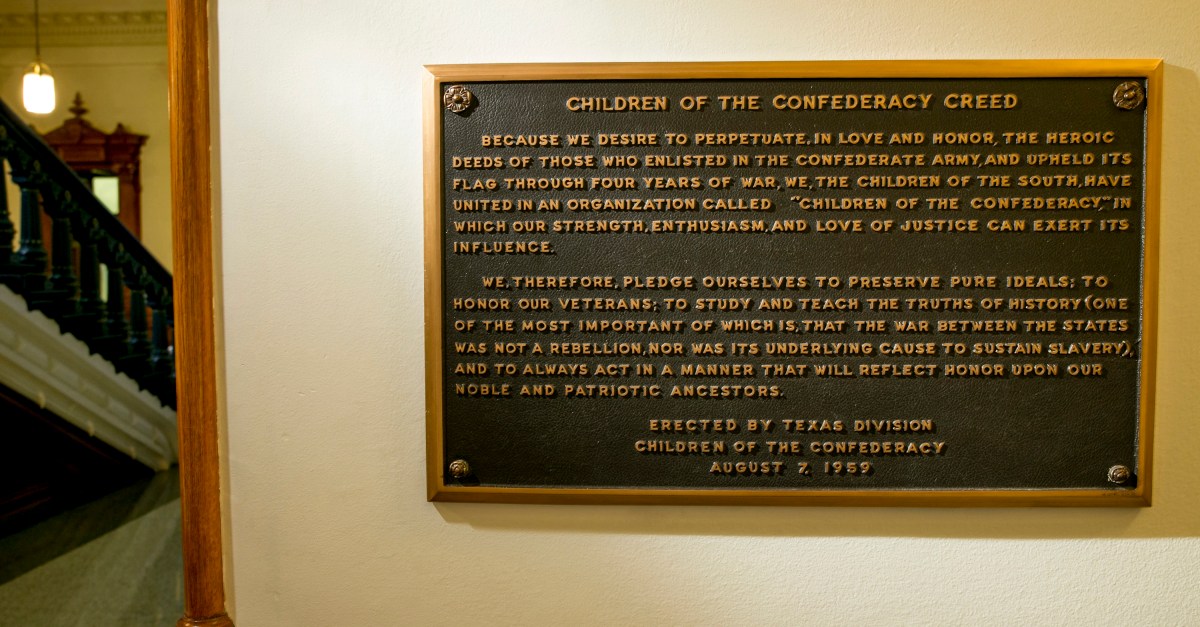 CHILDREN OF THE CONFEDERACY CREED
BECAUSE WE DESIRE TO PERPETUATE, IN LOVE AND HONOR, THE HEROIC
DEEDS OF THOSE WHO ENLISTED IN THE CONFEDERATE ARMY, AND UPHELD ITS
FLAG THROUGH FOUR YEARS OF WAR, WE, THE CHILDREN OF THE SOUTH, HAVE
UNITED IN AN ORGANIZATION CALLED "CHILDREN OF THE CONFEDERACY," IN
WHICH OUR STRENGTH, ENTHUSIASM, AND LOVE OF JUSTICE CAN EXERT ITS
INFLUENCE.
WE, THEREFORE, PLEDGE OURSELVES TO PRESERVE PURE IDEALS; TO
HONOR OUR VETERANS; TO STUDY AND TEACH THE TRUTHS OF HISTORY (ONE
OF THE MOST IMPORTANT OF WHICH IS, THAT THE WAR BETWEEN THE STATES
WAS NOT A REBELLION, NOR WAS ITS UNDERLYING CAUSE TO SUSTAIN SLAVERY),
AND TO ALWAYS ACT IN A MANNER THAT WILL REFLECT HONOR UPON OUR
NOBLE AND PATRIOTIC ANCESTORS.
ERECTED BY TEXAS DIVISION
CHILDREN OF THE CONFEDERACY
AUGUST 7, 1959